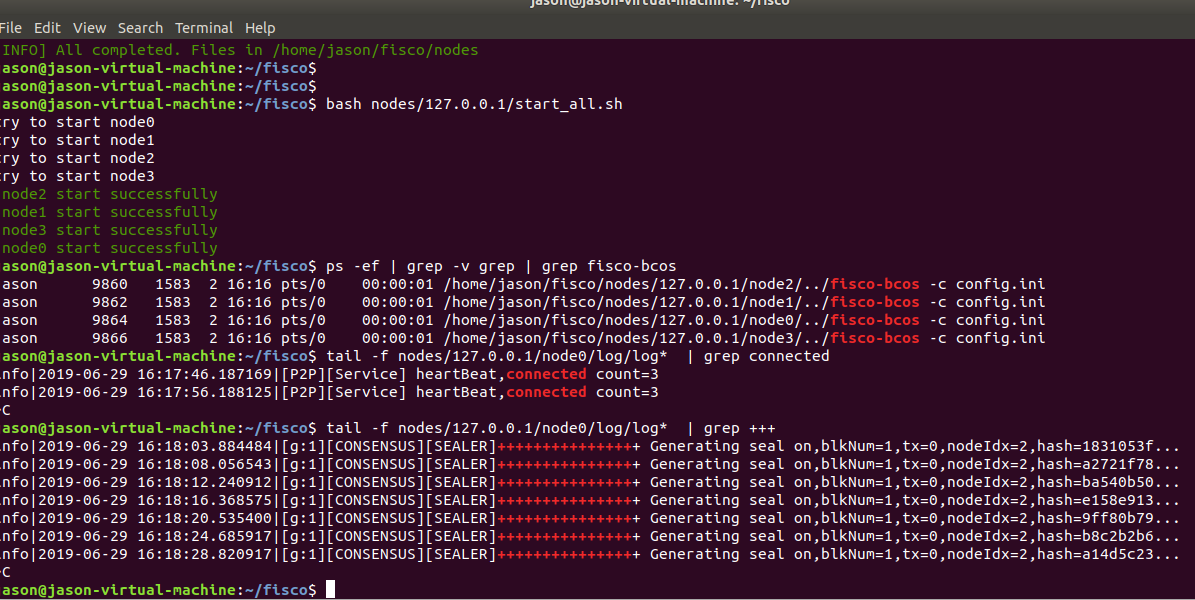 jason@jason-virtual-machine: ~/fisco
File Edit View Search Terminal Help
INFO] All completed. Files in /home/jason/fisco/nodes
ason@jason-virtual-machine:~/fisco$
ason@jason-virtual-machine:~/fisco$
ason@jason-virtual-machine:~/fisco$ bash nodes/127.0.0.1/start_all.sh
ry to start node0
ry to start node1
ry to start node2
ry to start node3
node2 start successfully
node1 start successfully
node3 start successfully
node0 start successfully
ason@jason-virtual-machine:~/fisco$ ps -ef | grep -v grep | grep fisco-bcos
ason      9860   1583  2 16:16 pts/0    00:00:01 /home/jason/fisco/nodes/127.0.0.1/node2/../fisco-bcos -c config.ini
ason      9862   1583  2 16:16 pts/0    00:00:01 /home/jason/fisco/nodes/127.0.0.1/node1/../fisco-bcos -c config.ini
ason      9864   1583  2 16:16 pts/0    00:00:01 /home/jason/fisco/nodes/127.0.0.1/node0/../fisco-bcos -c config.ini
ason      9866   1583  2 16:16 pts/0    00:00:01 /home/jason/fisco/nodes/127.0.0.1/node3/../fisco-bcos -c config.ini
ason@jason-virtual-machine:~/fisco$ tail -f nodes/127.0.0.1/node0/log/log*  | grep connected
nfo|2019-06-29 16:17:46.187169|[P2P][Service] heartBeat,connected count=3
nfo|2019-06-29 16:17:56.188125|[P2P][Service] heartBeat,connected count=3
C
ason@jason-virtual-machine:~/fisco$ tail -f nodes/127.0.0.1/node0/log/log*  | grep +++
nfo|2019-06-29 16:18:03.884484|[g:1][CONSENSUS][SEALER]++++++++++++++++ Generating seal on,blkNum=1,tx=0,nodeIdx=2,hash=1831053f...
nfo|2019-06-29 16:18:08.056543|[g:1][CONSENSUS][SEALER]++++++++++++++++ Generating seal on,blkNum=1,tx=0,nodeIdx=2,hash=a2721f78...
nfo|2019-06-29 16:18:12.240912|[g:1][CONSENSUS][SEALER]++++++++++++++++ Generating seal on,blkNum=1,tx=0,nodeIdx=2,hash=ba540b50...
nfo|2019-06-29 16:18:16.368575|[g:1][CONSENSUS][SEALER]++++++++++++++++ Generating seal on,blkNum=1,tx=0,nodeIdx=2,hash=e158e913...
nfo|2019-06-29 16:18:20.535400|[g:1][CONSENSUS][SEALER]++++++++++++++++ Generating seal on,blkNum=1,tx=0,nodeIdx=2,hash=9ff80b79...
nfo|2019-06-29 16:18:24.685917|[g:1][CONSENSUS][SEALER]++++++++++++++++ Generating seal on,blkNum=1,tx=0,nodeIdx=2,hash=b8c2b2b6...
nfo|2019-06-29 16:18:28.820917|[g:1][CONSENSUS][SEALER]++++++++++++++++ Generating seal on,blkNum=1,tx=0,nodeIdx=2,hash=a14d5c23...
C
ason@jason-virtual-machine:~/fisco$